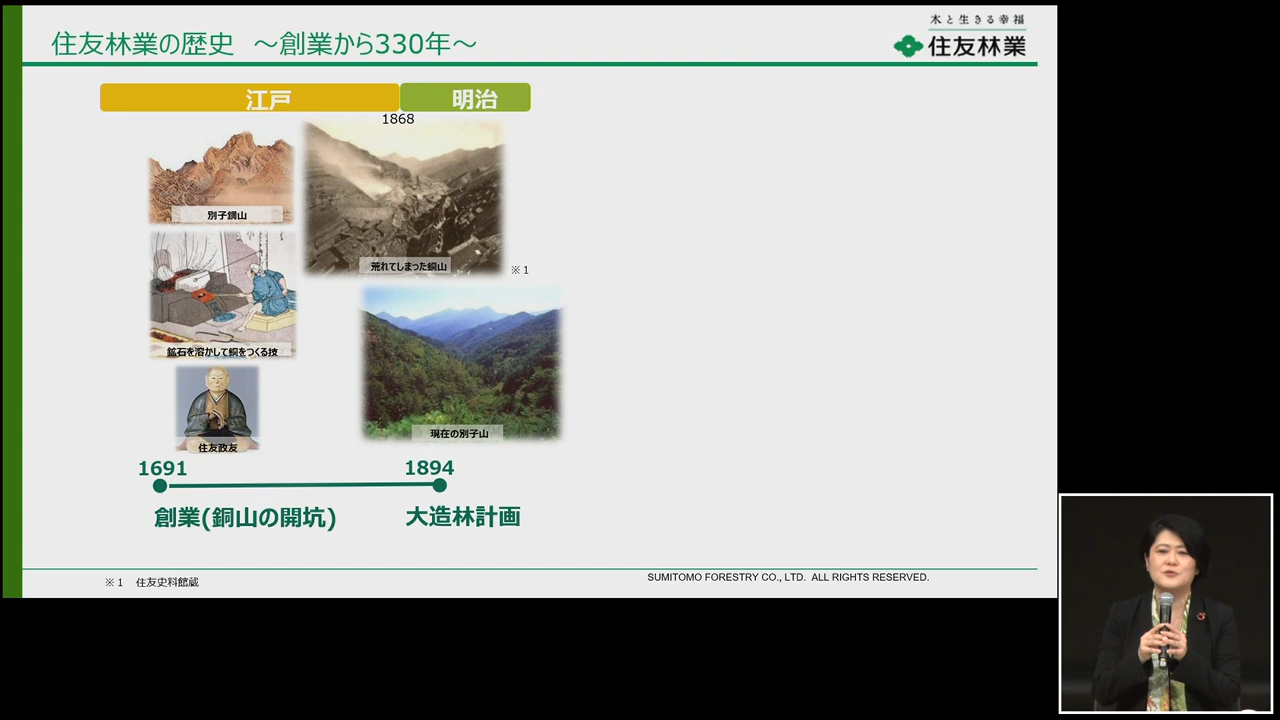 住友林業の歴史　～創業から330年～
木と生きる幸福
住友林業
江戸
明治
1868
別子銅山
荒れてしまった銅山
※1
鉱石を溶かして銅をつくる技
現在の別子山
住友政友
1691
1894
創業(銅山の開坑)
大造林計画
※1　住友史料館蔵
SUMITOMO FORESTRY CO., LTD. ALL RIGHTS RESERVED.